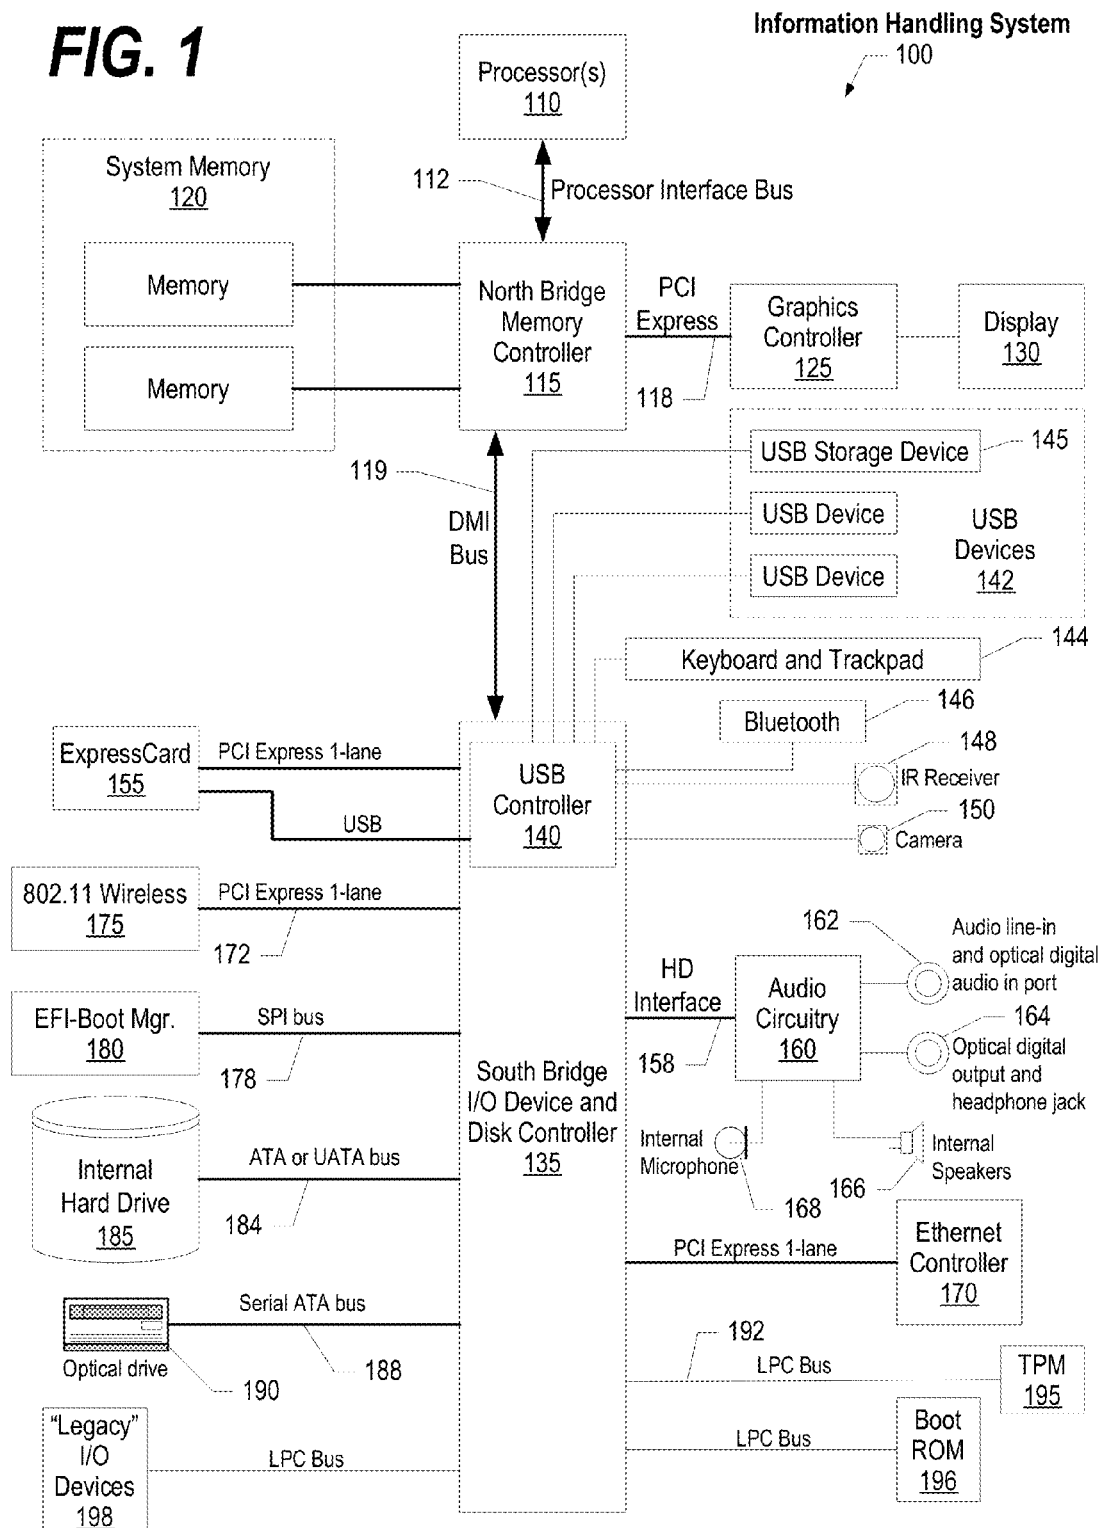 FIG. 1
Information Handling System
100
Processor(s)
110
System Memory
120
112
Processor Interface Bus
Memory
Memory
North Bridge
Memory
Controller
115
PCI
Express
118
Graphics
Controller
125
Display
130
119
DMI
Bus
USB Storage Device
145
USB Device
USB Device
USB
Devices
142
Keyboard and Trackpad
144
Bluetooth
146
148
IR Receiver
150
Camera
ExpressCard
155
PCI Express 1-lane
USB
USB
Controller
140
802.11 Wireless
175
PCI Express 1-lane
172
EFI-Boot Mgr.
180
SPI bus
178
HD
Interface
158
Audio
Circuitry
160
162
Audio line-in
and optical digital
audio in port
164
Optical digital
output and
headphone jack
South Bridge
I/O Device and
Disk Controller
135
Internal
Microphone
168
Internal
Speakers
166
Internal
Hard Drive
185
ATA or UATA bus
184
PCI Express 1-lane
Ethernet
Controller
170
Serial ATA bus
188
Optical drive
190
192
LPC Bus
TPM
195
"Legacy"
I/O
Devices
198
LPC Bus
LPC Bus
Boot
ROM
196